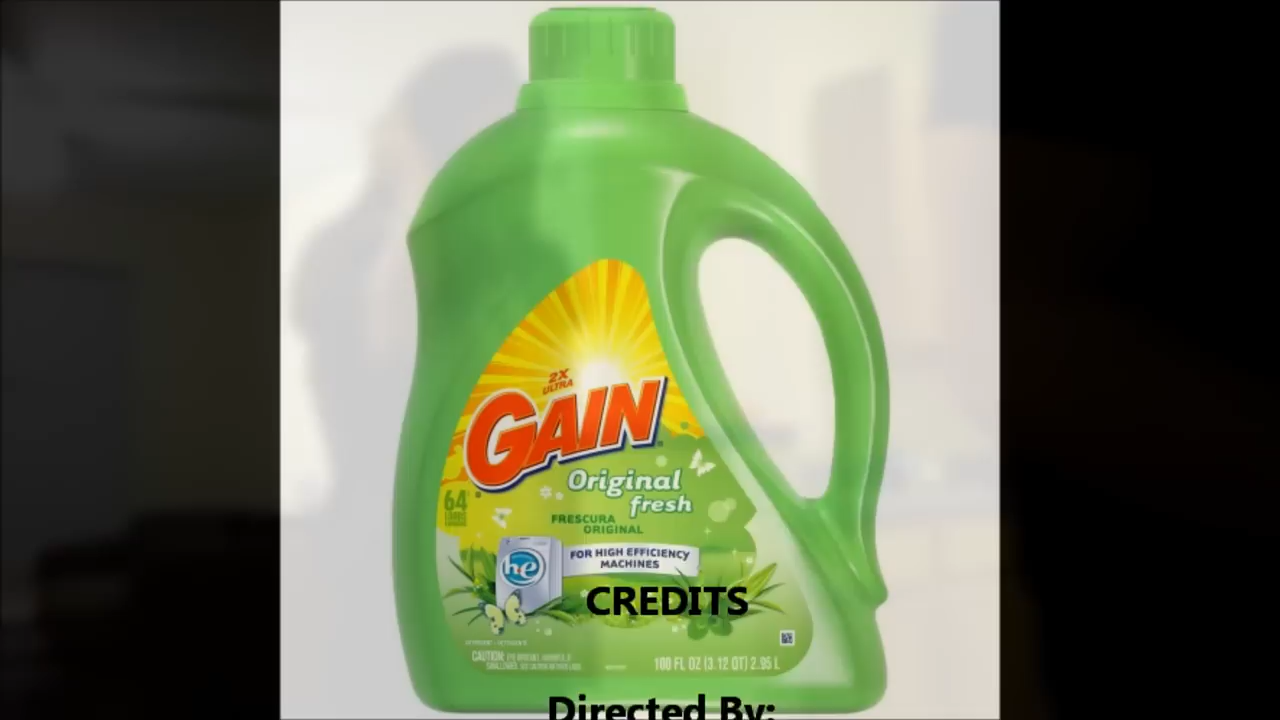 2X
ULTRA
GAIN
Original
fresh
FRESCURA
ORIGINAL
64
he
FOR HIGH EFFICIENCY
MACHINES
CREDITS
CAUTION:
100 FL OZ (3.12 QT) 2.95 L
Directed By: